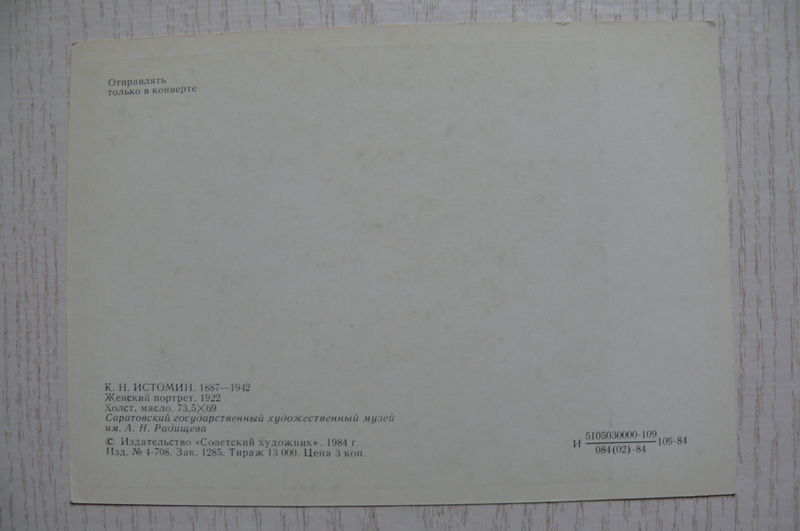 Отправлять
только в конверте
К. Н. ИСТОМИН. 1887—1942
Женский портрет. 1922
Холст, масло. 73,5×69
Саратовский государственный художественный музей
им. А. Н. Радищева
© Издательство «Советский художник». 1984 г.
Изд. № 4-708. Зак. 1285. Тираж 13 000. Цена 3 коп.
И 5105030000-109 109-84
084(02)-84